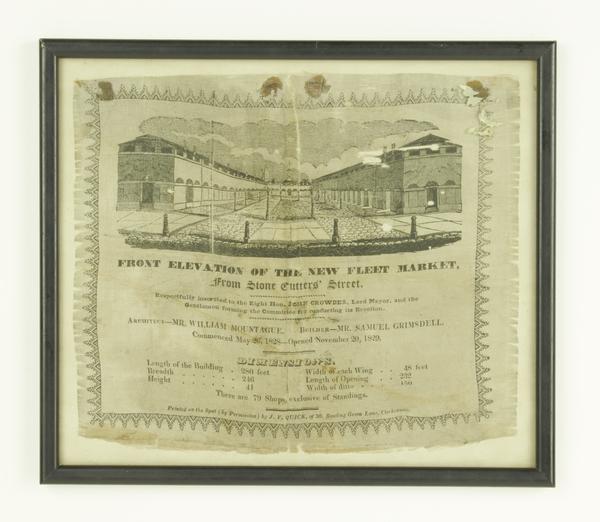 FRONT ELEVATION OF THE NEW FLEET MARKET,
From Stone Cutters' Street.
Respectfully inscribed to the Right Hon. JOHN CROWDER, Lord Mayor, and the
Gentlemen forming the Committee for conducting its Erection.
ARCHITECT—MR. WILLIAM MOUNTAGUE. BUILDER—MR. SAMUEL GRIMSDELL.
Commenced May 26, 1828—Opened November 20, 1829.
DIMENSIONS.
Length of the Building . . 280 feet
Breadth . . . . . . . 246
Height . . . . . . . 41
Width of each Wing . . 48 feet
Length of Opening . . 232
Width of ditto . . 150
There are 79 Shops, exclusive of Standings.
Printed on the Spot (by Permission) by J. V. QUICK, of 50, Bowling Green Lane, Clerkenwell.